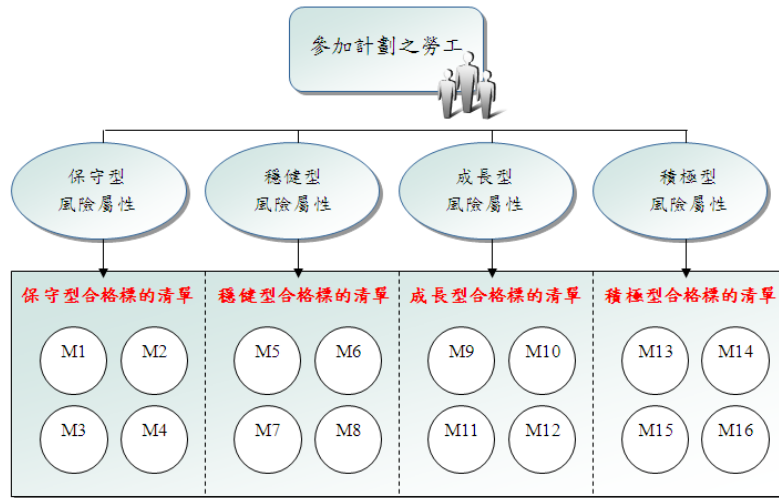 參加計劃之勞工
保守型
風險屬性
穩健型
風險屬性
成長型
風險屬性
積極型
風險屬性
保守型合格標的清單
穩健型合格標的清單
成長型合格標的清單
積極型合格標的清單
M1 M2 M5 M6 M9 M10 M13 M14
M3 M4 M7 M8 M11 M12 M15 M16